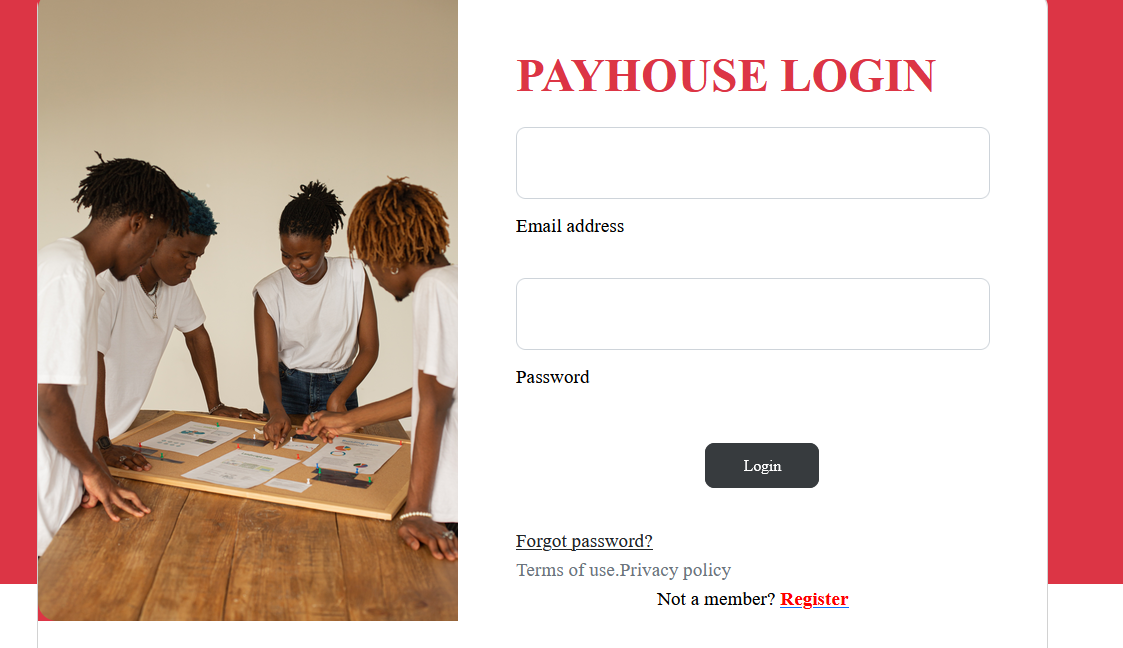 PAYHOUSE LOGIN
Email address
Password
Login
Forgot password?
Terms of use.Privacy policy
Not a member? Register